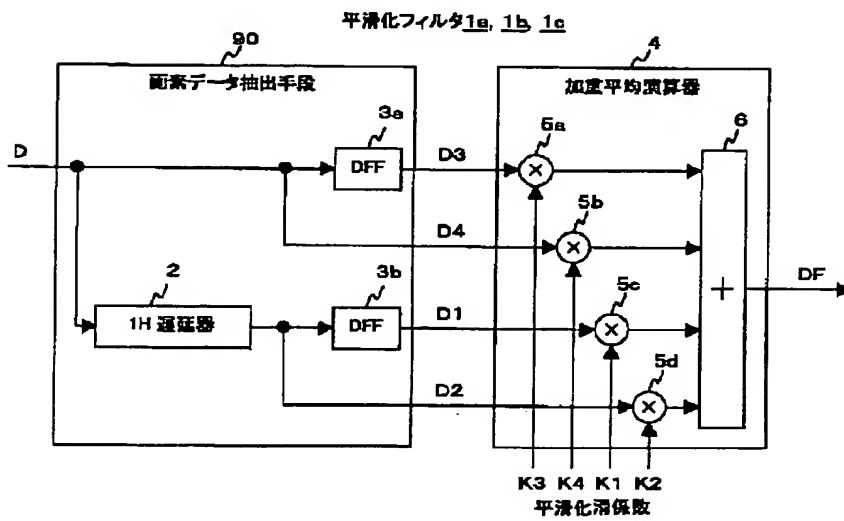 平滑化フィルタ1a, 1b, 1c
90
画素データ抽出手段
4
加重平均演算器
3a
5a
6
D
DFF
D3
×
5b
D4
×
2
3b
5c
DF
1H 遅延器
DFF
D1
×
+
5d
D2
×
K3 K4 K1 K2
平滑化滑係数